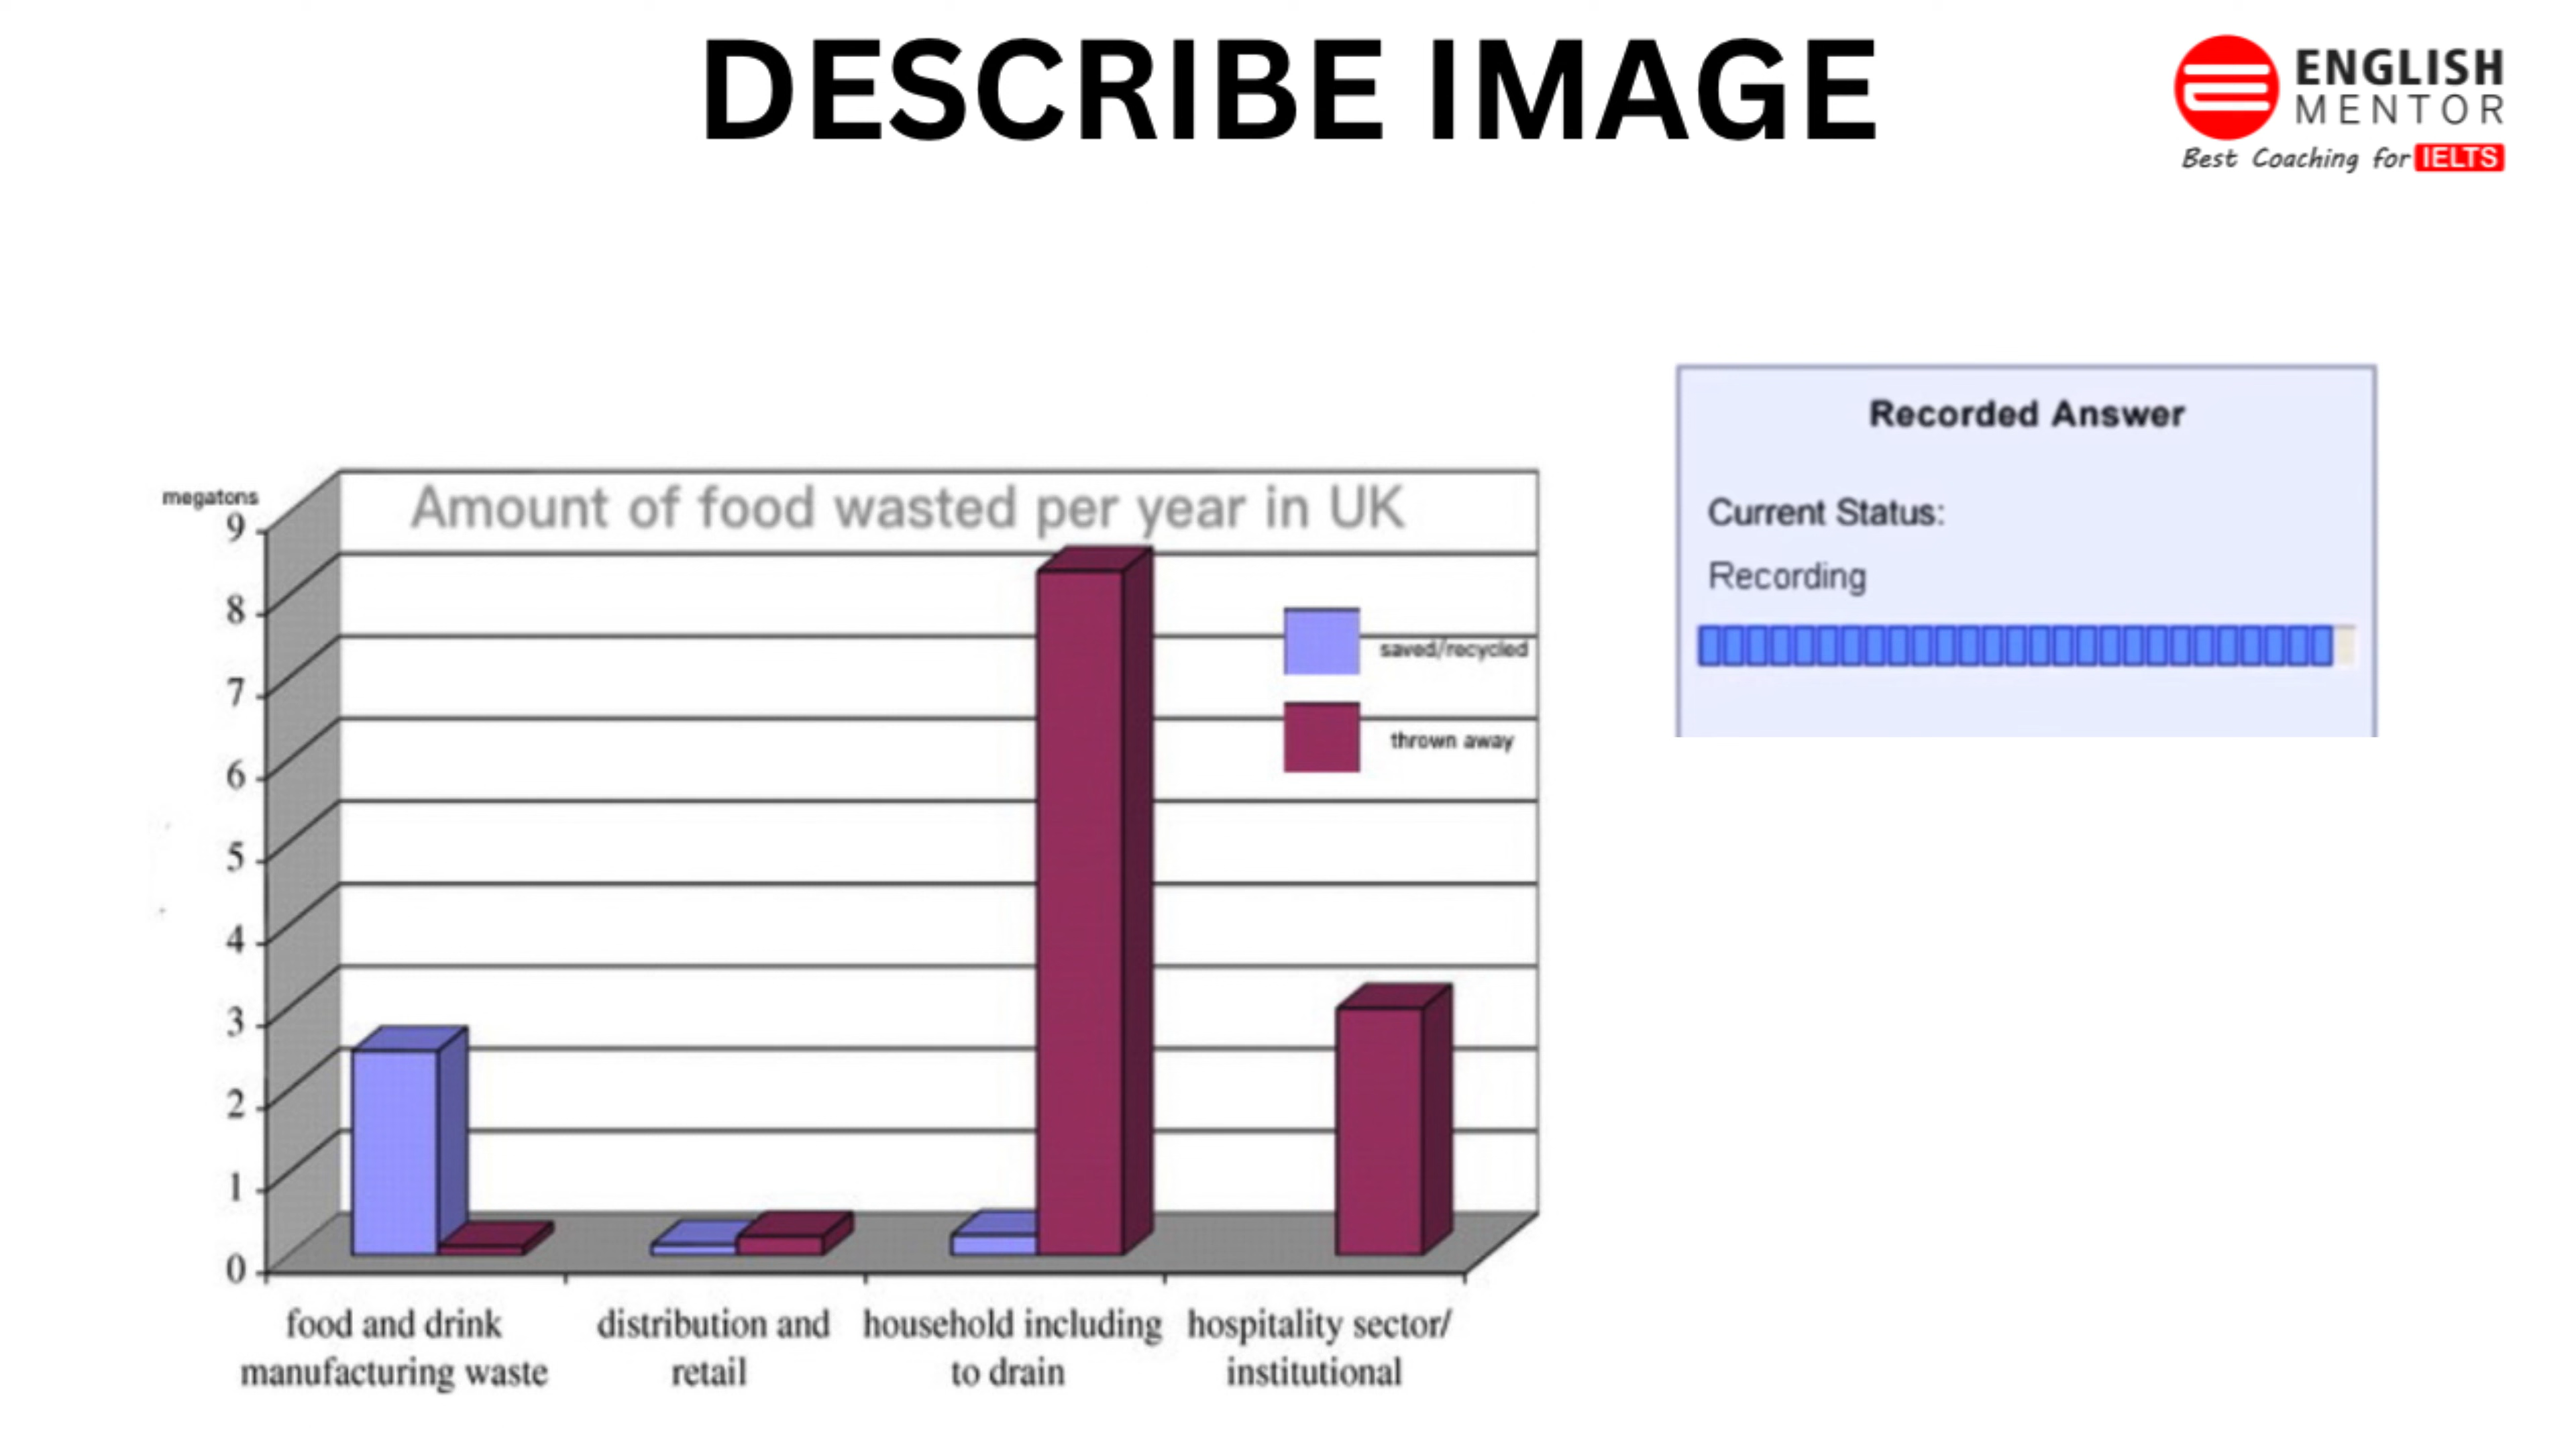 DESCRIBE IMAGE
ENGLISH
MENTOR
Best Coaching for IELTS
Recorded Answer
Current Status:
Recording
megatons
Amount of food wasted per year in UK
9
8
7
6
5
4
3
2
1
0
saved/recycled
thrown away
food and drink
manufacturing waste
distribution and
retail
household including
to drain
hospitality sector/
institutional